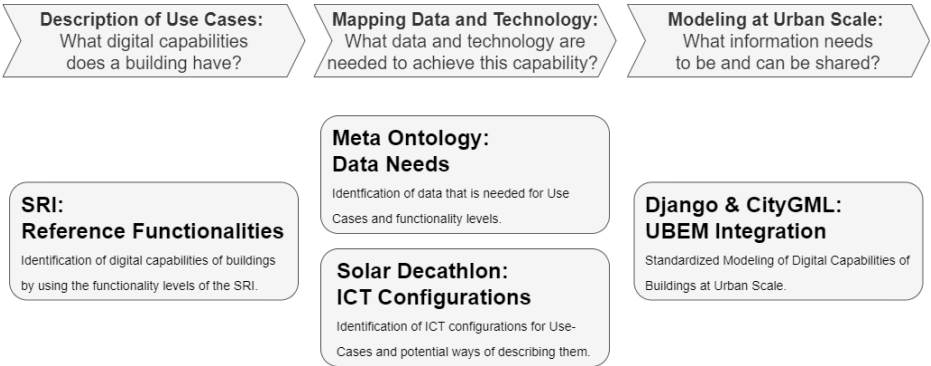 Description of Use Cases:
What digital capabilities
does a building have?
Mapping Data and Technology:
What data and technology are
needed to achieve this capability?
Modeling at Urban Scale:
What information needs
to be and can be shared?
SRI:
Reference Functionalities
Identification of digital capabilities of buildings
by using the functionality levels of the SRI.
Meta Ontology:
Data Needs
Identfication of data that is needed for Use
Cases and functionality levels.
Solar Decathlon:
ICT Configurations
Identification of ICT configurations for Use-
Cases and potential ways of describing them.
Django & CityGML:
UBEM Integration
Standardized Modeling of Digital Capabilities of
Buildings at Urban Scale.